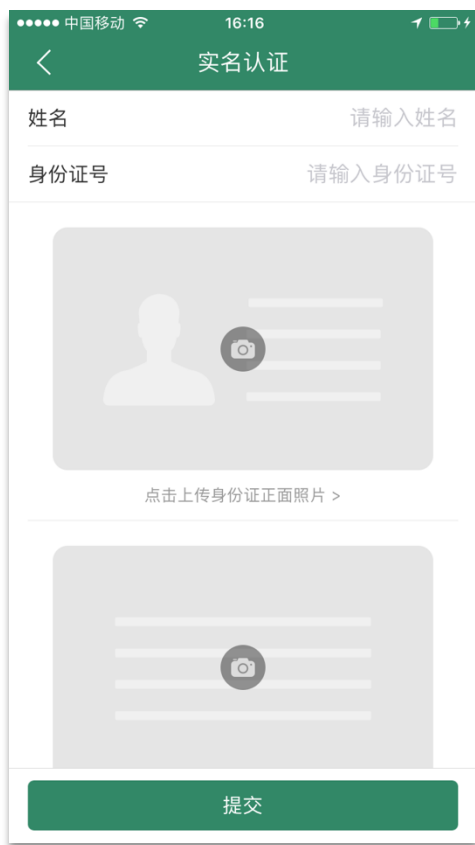 中国移动 16:16
实名认证
姓名 请输入姓名
身份证号 请输入身份证号
点击上传身份证正面照片 >
提交